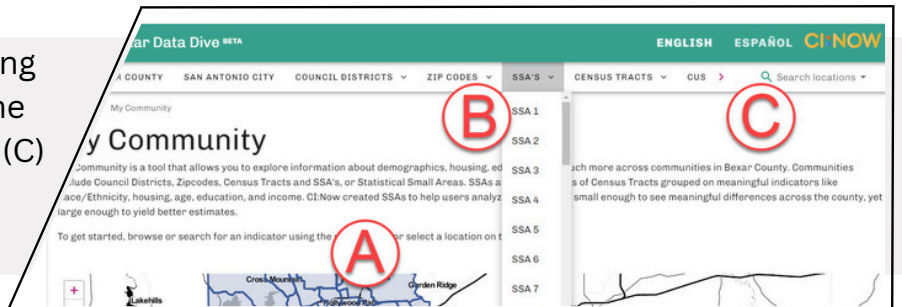 ar Data Dive BETA
ENGLISH ESPAÑOL CI:NOW
ng
COUNTY SAN ANTONIO CITY COUNCIL DISTRICTS ZIP CODES SSA'S CENSUS TRACTS CUS Search locations
ne
(C)
My Community
B
C
SSA 1
y Community
SSA 2
ommunity is a tool that allows you to explore information about demographics, housing, ed
SSA 3
uch more across communities in Bexar County. Communities
clude Council Districts, Zipcodes, Census Tracts and SSA's, or Statistical Small Areas. SSAs a
s of Census Tracts grouped on meaningful indicators like
ace/Ethnicity, housing, age, education, and income. CI:Now created SSAs to help users analyz
SSA 4
small enough to see meaningful differences across the county, yet
large enough to yield better estimates.
SSA 5
To get started, browse or search for an indicator using the
or select a location on t
A
SSA 6
Cross Mountain
Garden Ridge
SSA 7
+
Lakehills